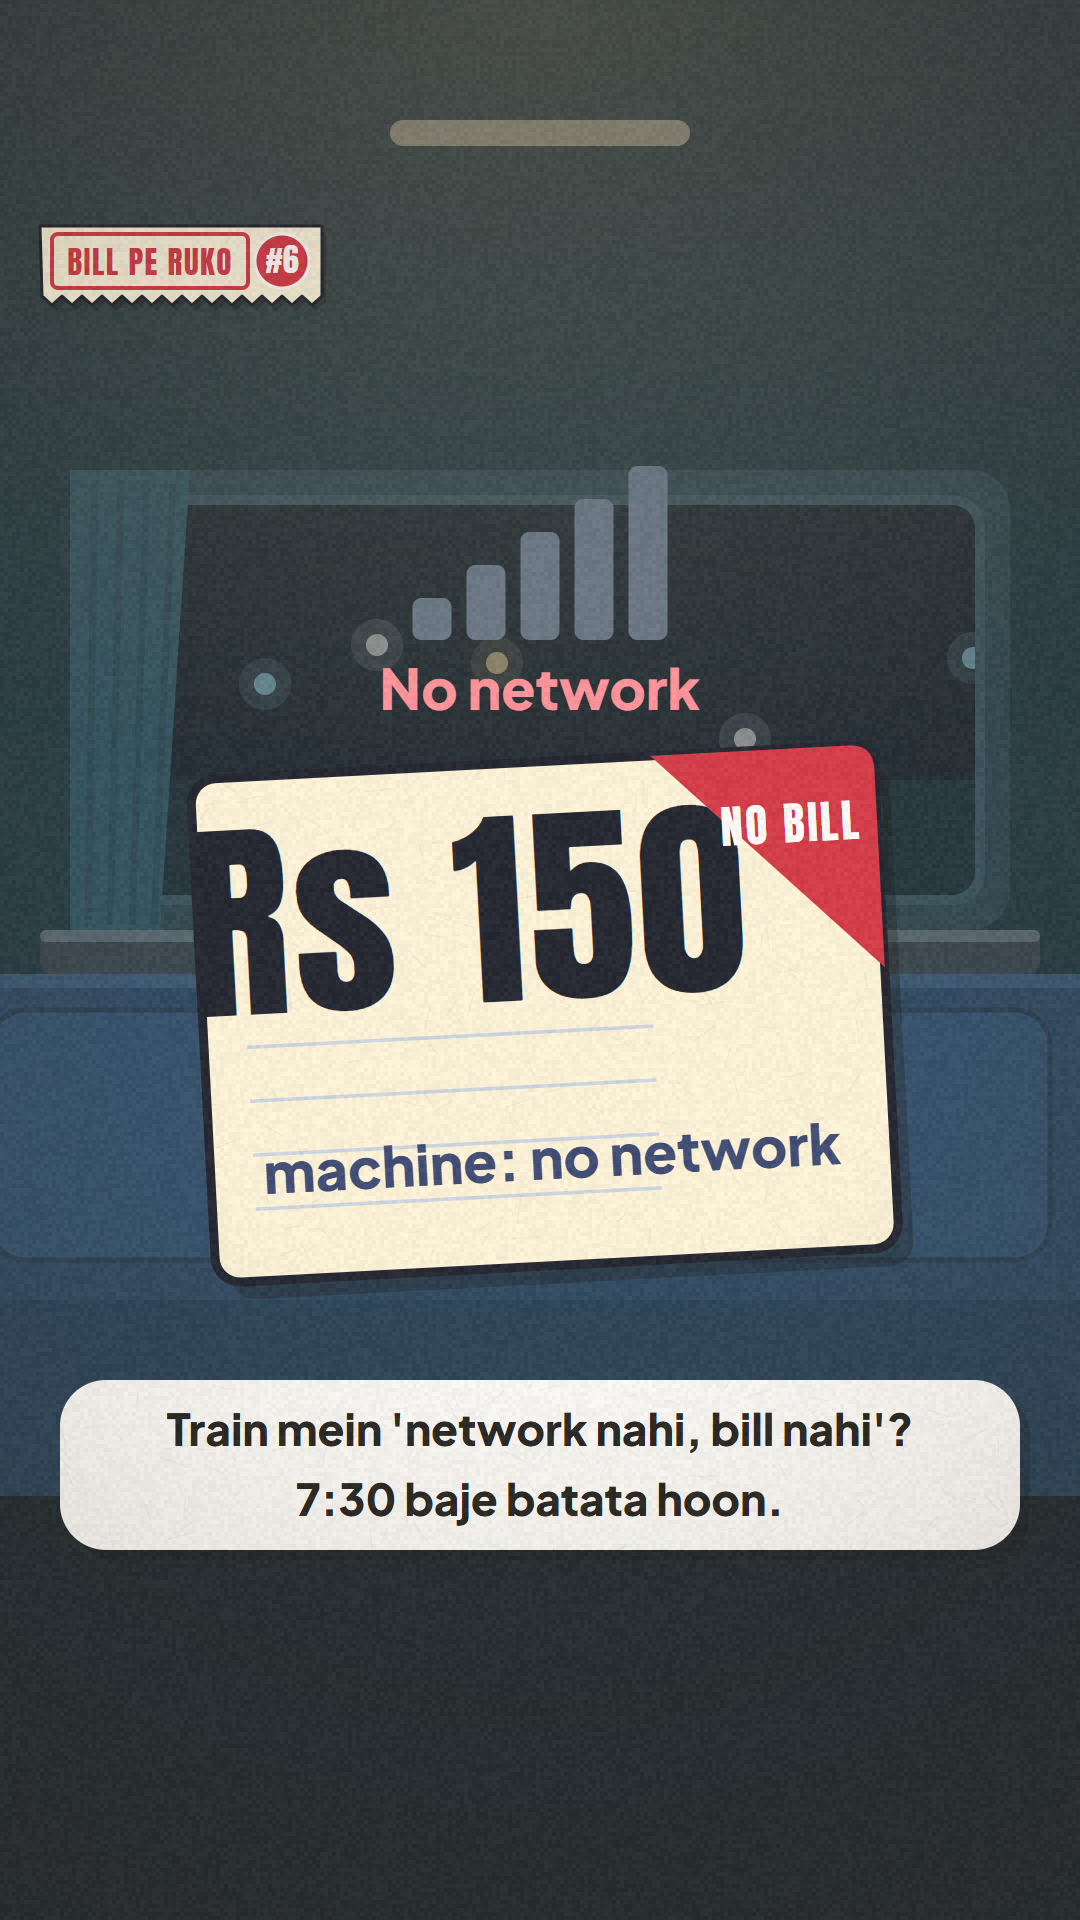 BILL PE RUKO #6
No network
NO BILL
Rs 150
machine: no network
Train mein 'network nahi, bill nahi'?
7:30 baje batata hoon.